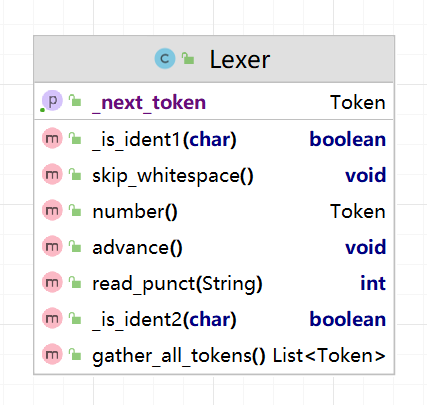 C Lexer
p _next_token Token
m _is_ident1(char) boolean
m skip_whitespace() void
m number() Token
m advance() void
m read_punct(String) int
m _is_ident2(char) boolean
m gather_all_tokens() List<Token>